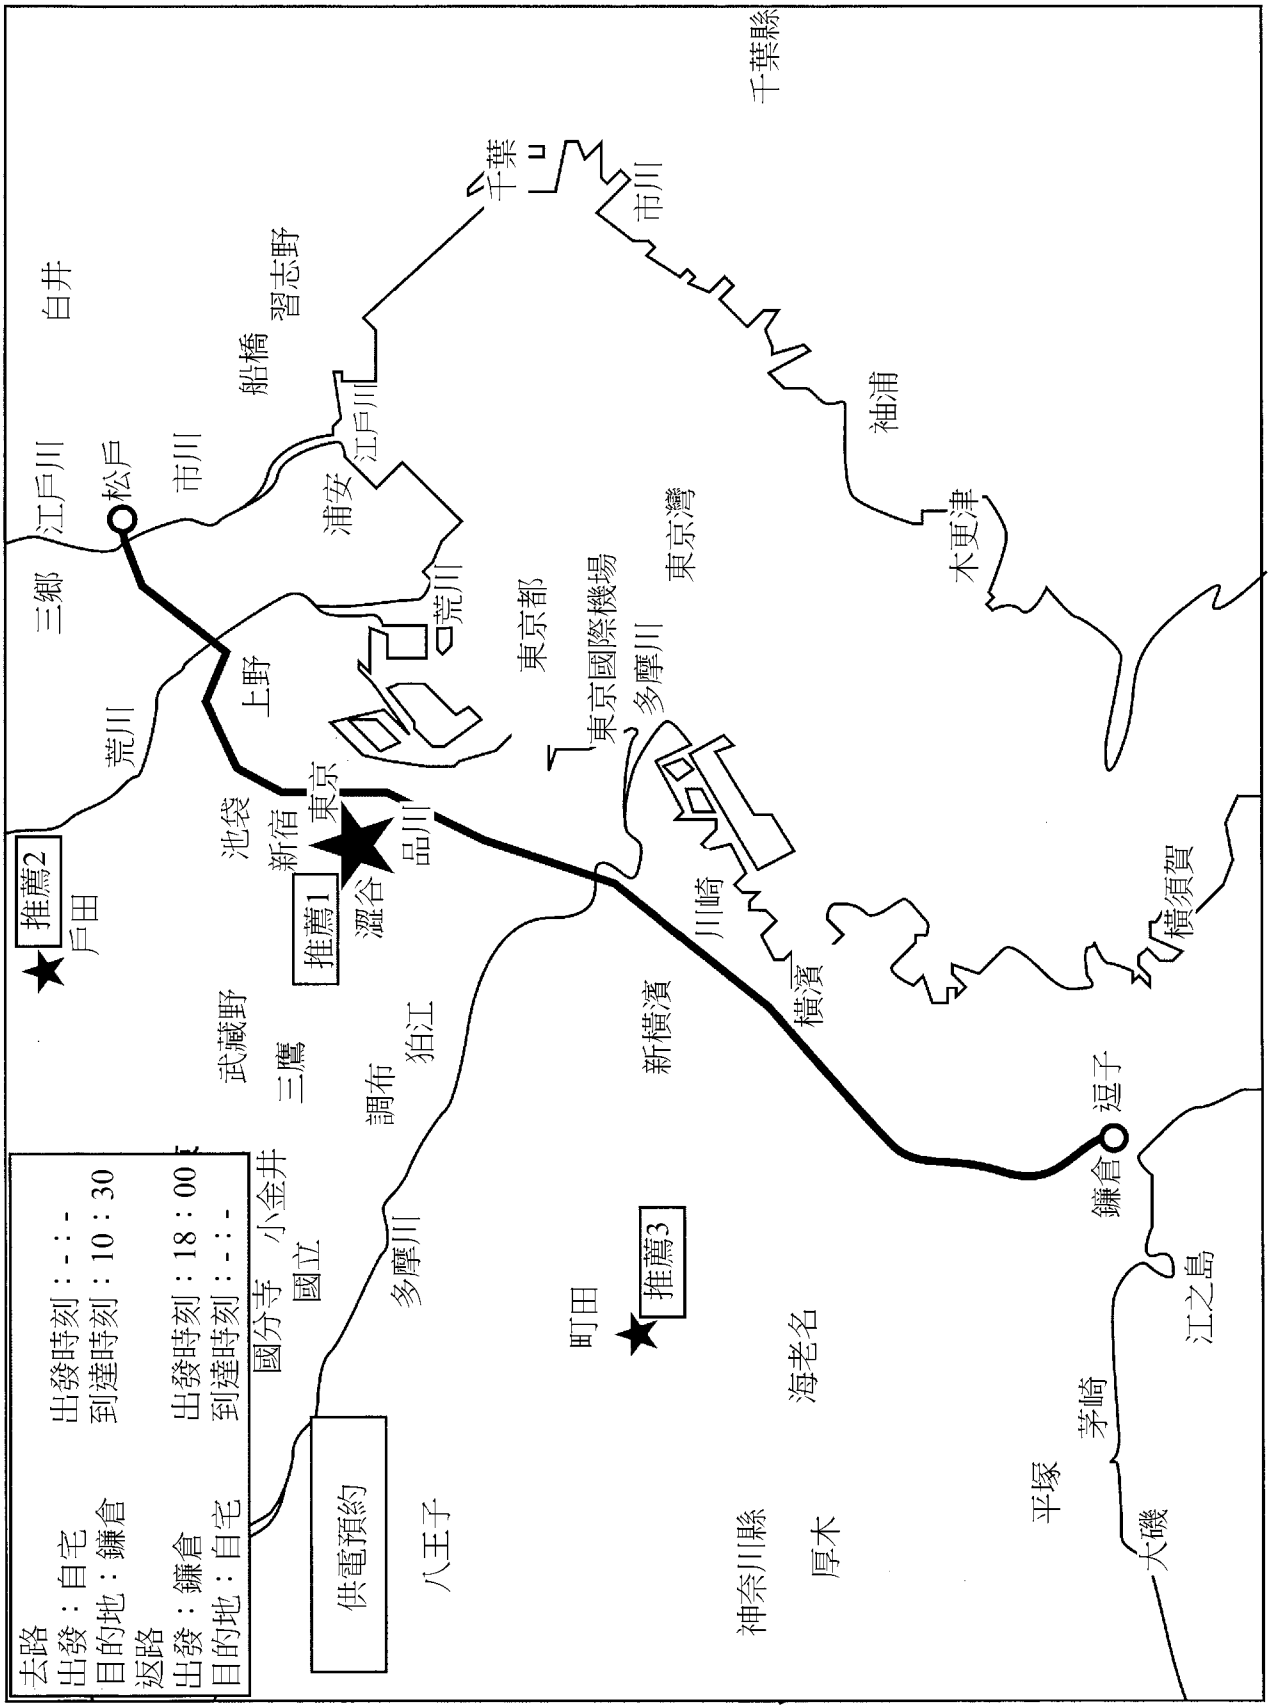 去路
出發：自宅 出發時刻：-：-
目的地：鎌倉 到達時刻：10：30
返路
出發：鎌倉 出發時刻：18：00
目的地：自宅 到達時刻：-：-
供電預約
推薦2
戶田
推薦1
推薦3
三鄉
江戶川
松戶
市川
白井
船橋
習志野
江戶川
浦安
荒川
荒川
上野
池袋
新宿
東京
品川
澀谷
武藏野
三鷹
小金井
國分寺
國立
調布
狛江
多摩川
八王子
町田
東京都
東京國際機場
多摩川
東京灣
千葉
市川
千葉縣
袖浦
木更津
川崎
新橫濱
橫濱
橫須賀
海老名
神奈川縣
厚木
逗子
鎌倉
江之島
茅崎
平塚
大磯